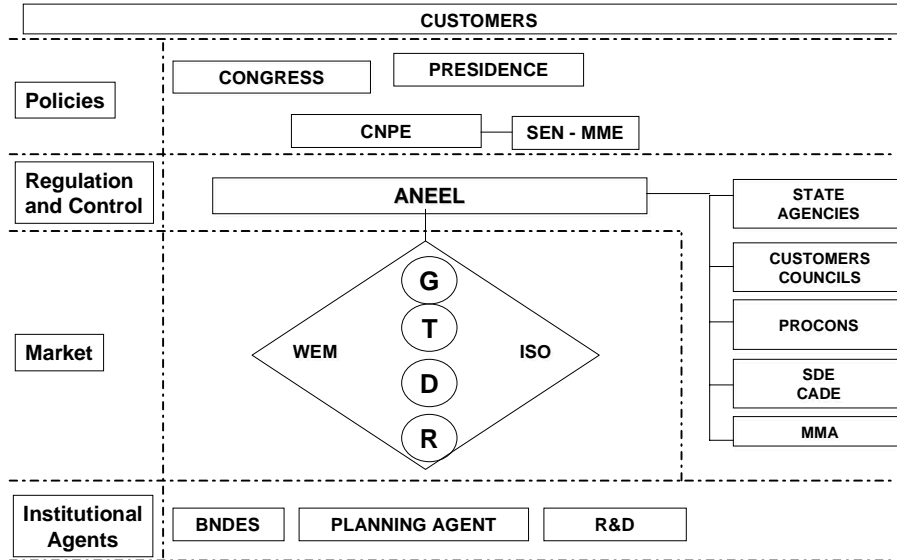 CUSTOMERS
CONGRESS
PRESIDENCE
Policies
CNPE
SEN - MME
Regulation
and Control
ANEEL
STATE
AGENCIES
CUSTOMERS
COUNCILS
PROCONS
SDE
CADE
MMA
Market
G
T
D
R
WEM
ISO
Institutional
Agents
BNDES
PLANNING AGENT
R&D